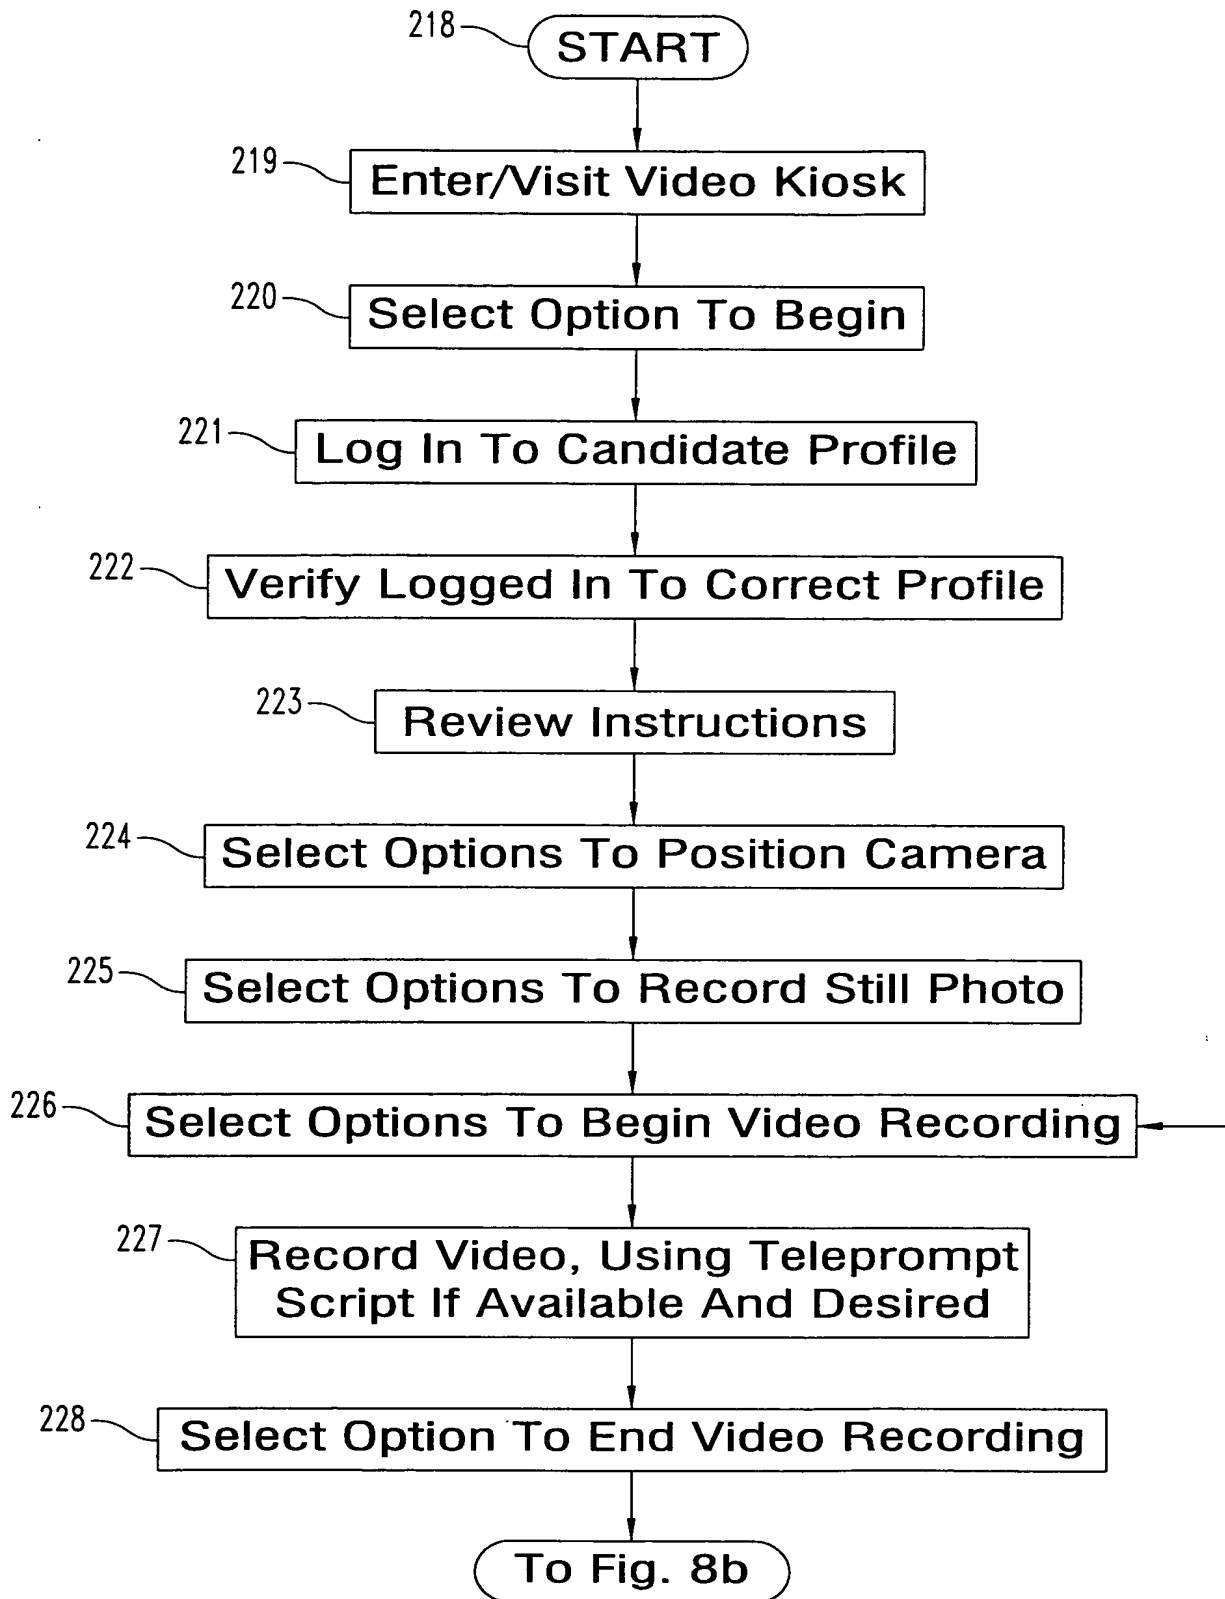 218
START
219
Enter/Visit Video Kiosk
220
Select Option To Begin
221
Log In To Candidate Profile
222
Verify Logged In To Correct Profile
223
Review Instructions
224
Select Options To Position Camera
225
Select Options To Record Still Photo
226
Select Options To Begin Video Recording
227
Record Video, Using Teleprompt
Script If Available And Desired
228
Select Option To End Video Recording
To Fig. 8b